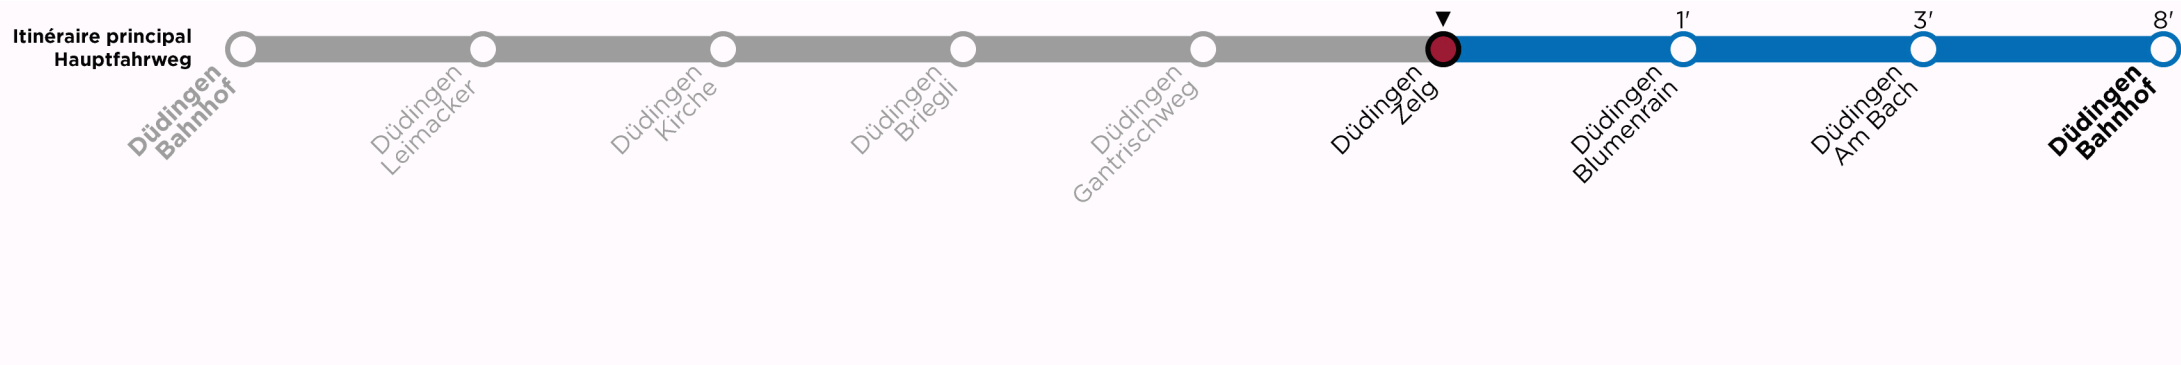 Itinéraire principal
Hauptfahrweg
Düdingen
Bahnhof
Düdingen
Leimacker
Düdingen
Kirche
Düdingen
Briegli
Düdingen
Gantrischweg
Düdingen
Zelg
1'
Düdingen
Blumenrain
3'
Düdingen
Am Bach
8'
Düdingen
Bahnhof